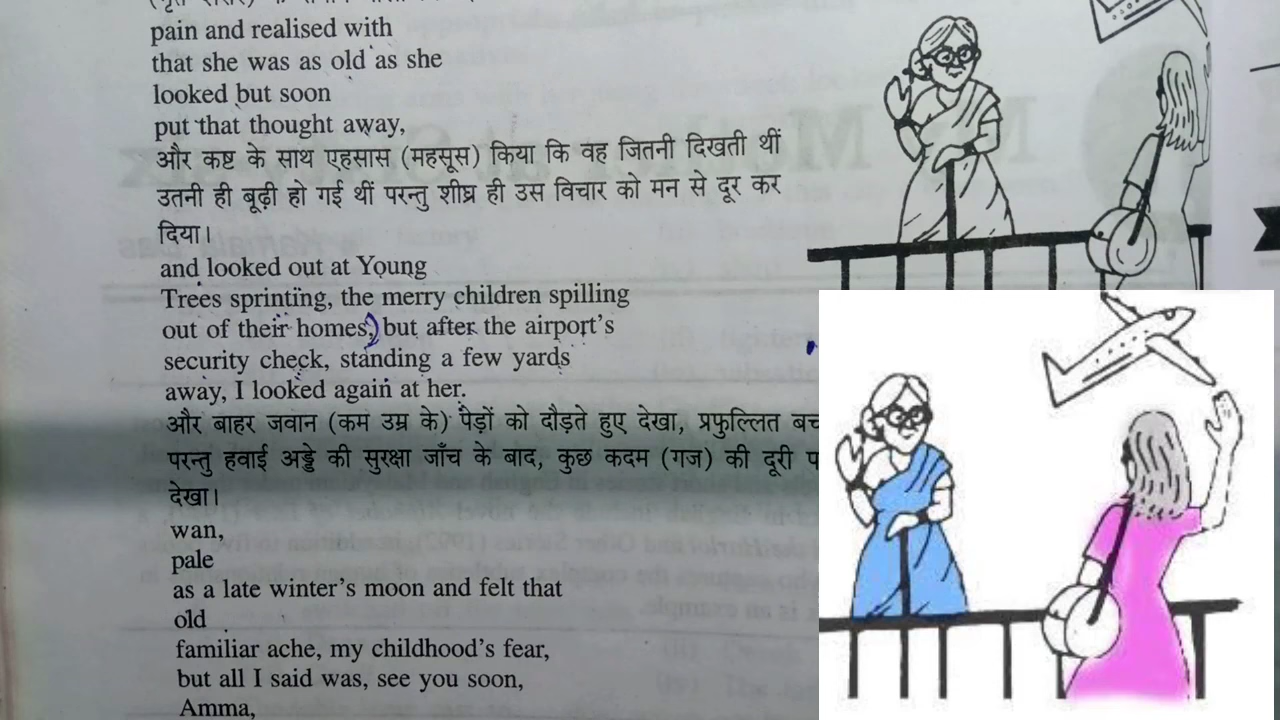 pain and realised with
that she was as old as she
looked but soon
put that thought away,
और कष्ट के साथ एहसास (महसूस) किया कि वह जितनी दिखती थीं
उतनी ही बूढ़ी हो गई थीं परन्तु शीघ्र ही उस विचार को मन से दूर कर
दिया।
and looked out at Young
Trees sprinting, the merry children spilling
out of their homes, but after the airport's
security check, standing a few yards
away, I looked again at her.
और बाहर जवान (कम उम्र के) पेड़ों को दौड़ते हुए देखा, प्रफुल्लित
परन्तु हवाई अड्डे की सुरक्षा जाँच के बाद, कुछ कदम (गज) की दूरी
देखा।
wan,
pale
as a late winter's moon and felt that
old
familiar ache, my childhood's fear,
but all I said was, see you soon,
Amma,